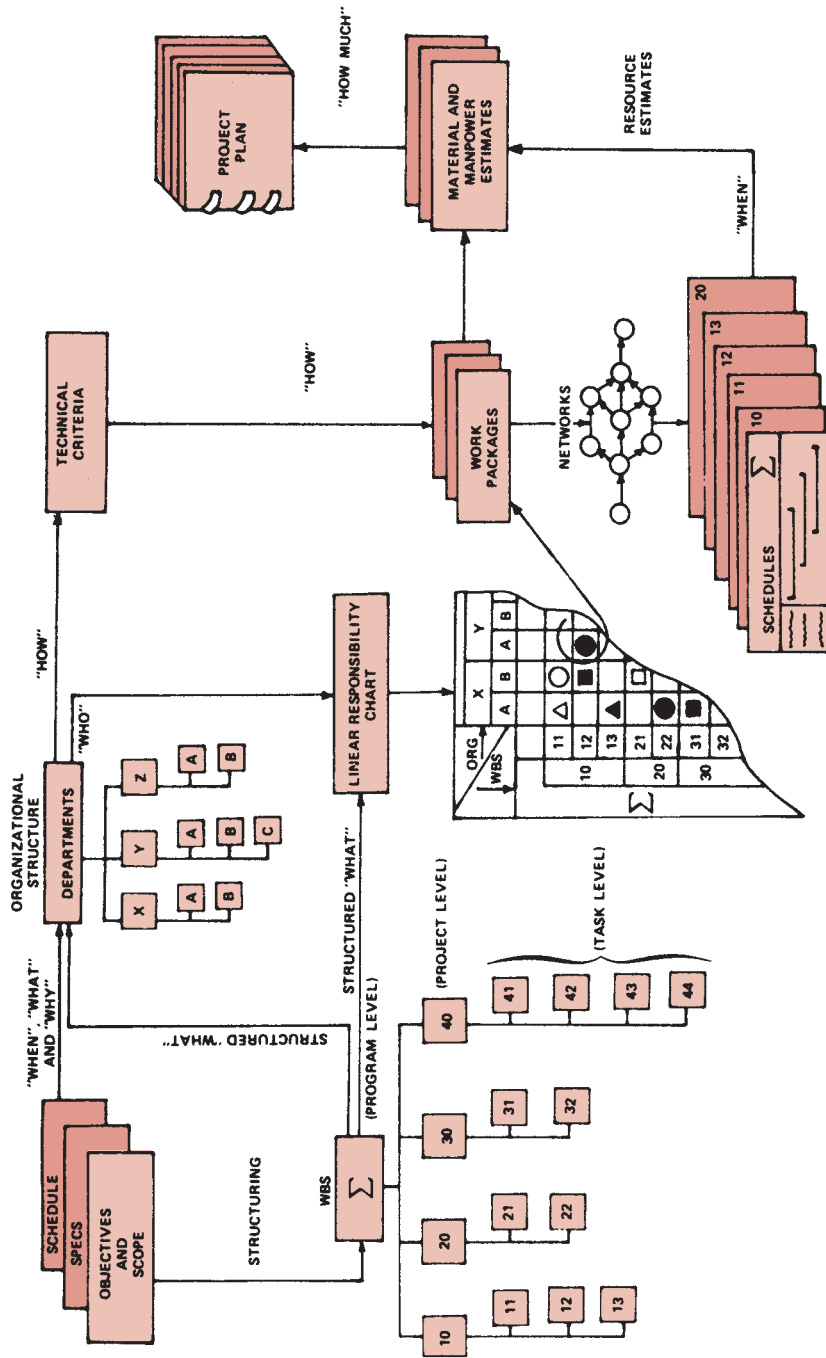 SCHEDULE
SPECS
OBJECTIVES
AND
SCOPE
"WHEN", "WHAT"
AND "WHY"
STRUCTURING
STRUCTURED "WHAT"
ORGANIZATIONAL
STRUCTURE
DEPARTMENTS
X
Y
Z
A
A
A
B
B
B
C
"WHO"
"HOW"
TECHNICAL
CRITERIA
"HOW"
PROJECT
PLAN
"HOW MUCH"
WBS
Σ
(PROGRAM LEVEL)
STRUCTURED "WHAT"
LINEAR RESPONSIBILITY
CHART
WORK
PACKAGES
MATERIAL AND
MANPOWER
ESTIMATES
RESOURCE
ESTIMATES
10
20
30
40
(PROJECT LEVEL)
11
21
31
41
12
22
32
42
13
43
44
(TASK LEVEL)
ORG
WBS
X
Y
A
B
A
B
Σ
10
11
12
13
20
21
22
30
31
32
NETWORKS
"WHEN"
SCHEDULES
Σ
10
11
12
13
20